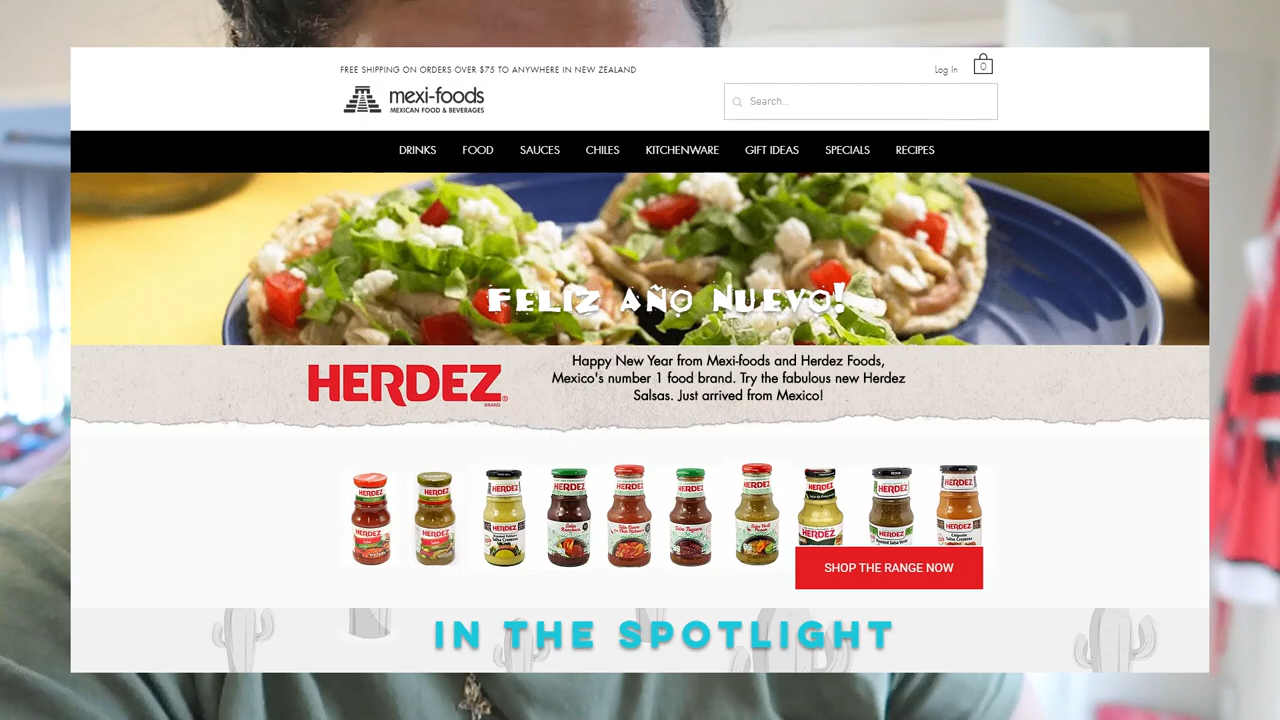 FREE SHIPPING ON ORDERS OVER $75 TO ANYWHERE IN NEW ZEALAND
Log In
0
mexi-foods
MEXICAN FOOD & BEVERAGES
Search...
DRINKS FOOD SAUCES CHILES KITCHENWARE GIFT IDEAS SPECIALS RECIPES
FELIZ AÑO NUEVO!
HERDEZ
BRAND
Happy New Year from Mexi-foods and Herdez Foods,
Mexico's number 1 food brand. Try the fabulous new Herdez
Salsas. Just arrived from Mexico!
HERDEZ HERDEZ HERDEZ HERDEZ HERDEZ HERDEZ HERDEZ HERDEZ HERDEZ HERDEZ
SHOP THE RANGE NOW
IN THE SPOTLIGHT